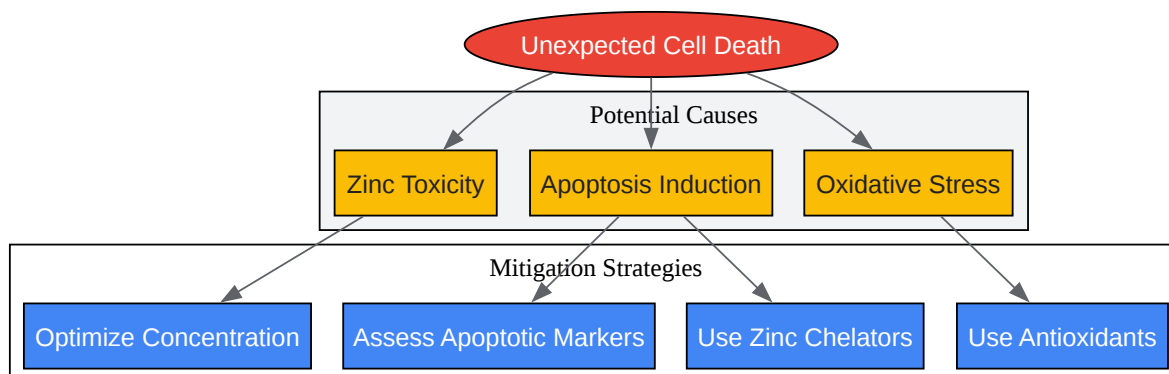 Unexpected Cell Death
Potential Causes
Zinc Toxicity
Apoptosis Induction
Oxidative Stress
Mitigation Strategies
Optimize Concentration
Assess Apoptotic Markers
Use Zinc Chelators
Use Antioxidants